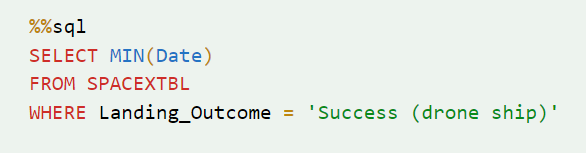 %%sql
SELECT MIN(Date)
FROM SPACEXTBL
WHERE Landing_Outcome = 'Success (drone ship)'